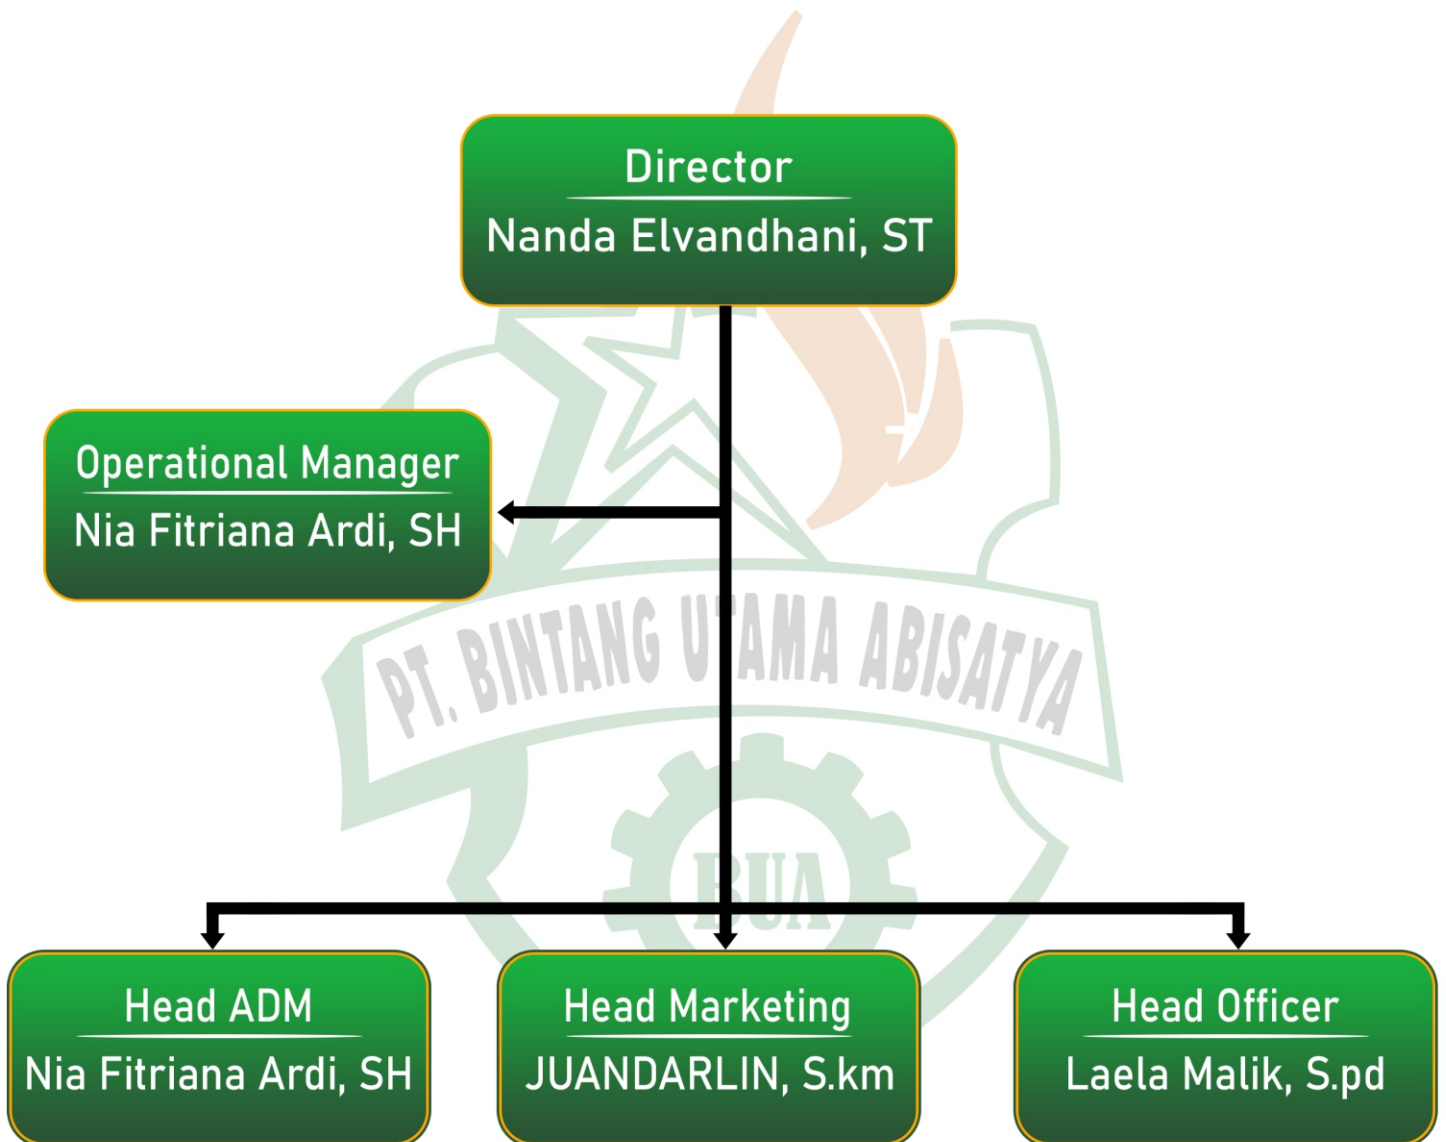 Director
Nanda Elvandhani, ST
Operational Manager
Nia Fitriana Ardi, SH
PT. BINTANG UTAMA ABISATYA
BUA
Head ADM
Nia Fitriana Ardi, SH
Head Marketing
JUANDARLIN, S.km
Head Officer
Laela Malik, S.pd